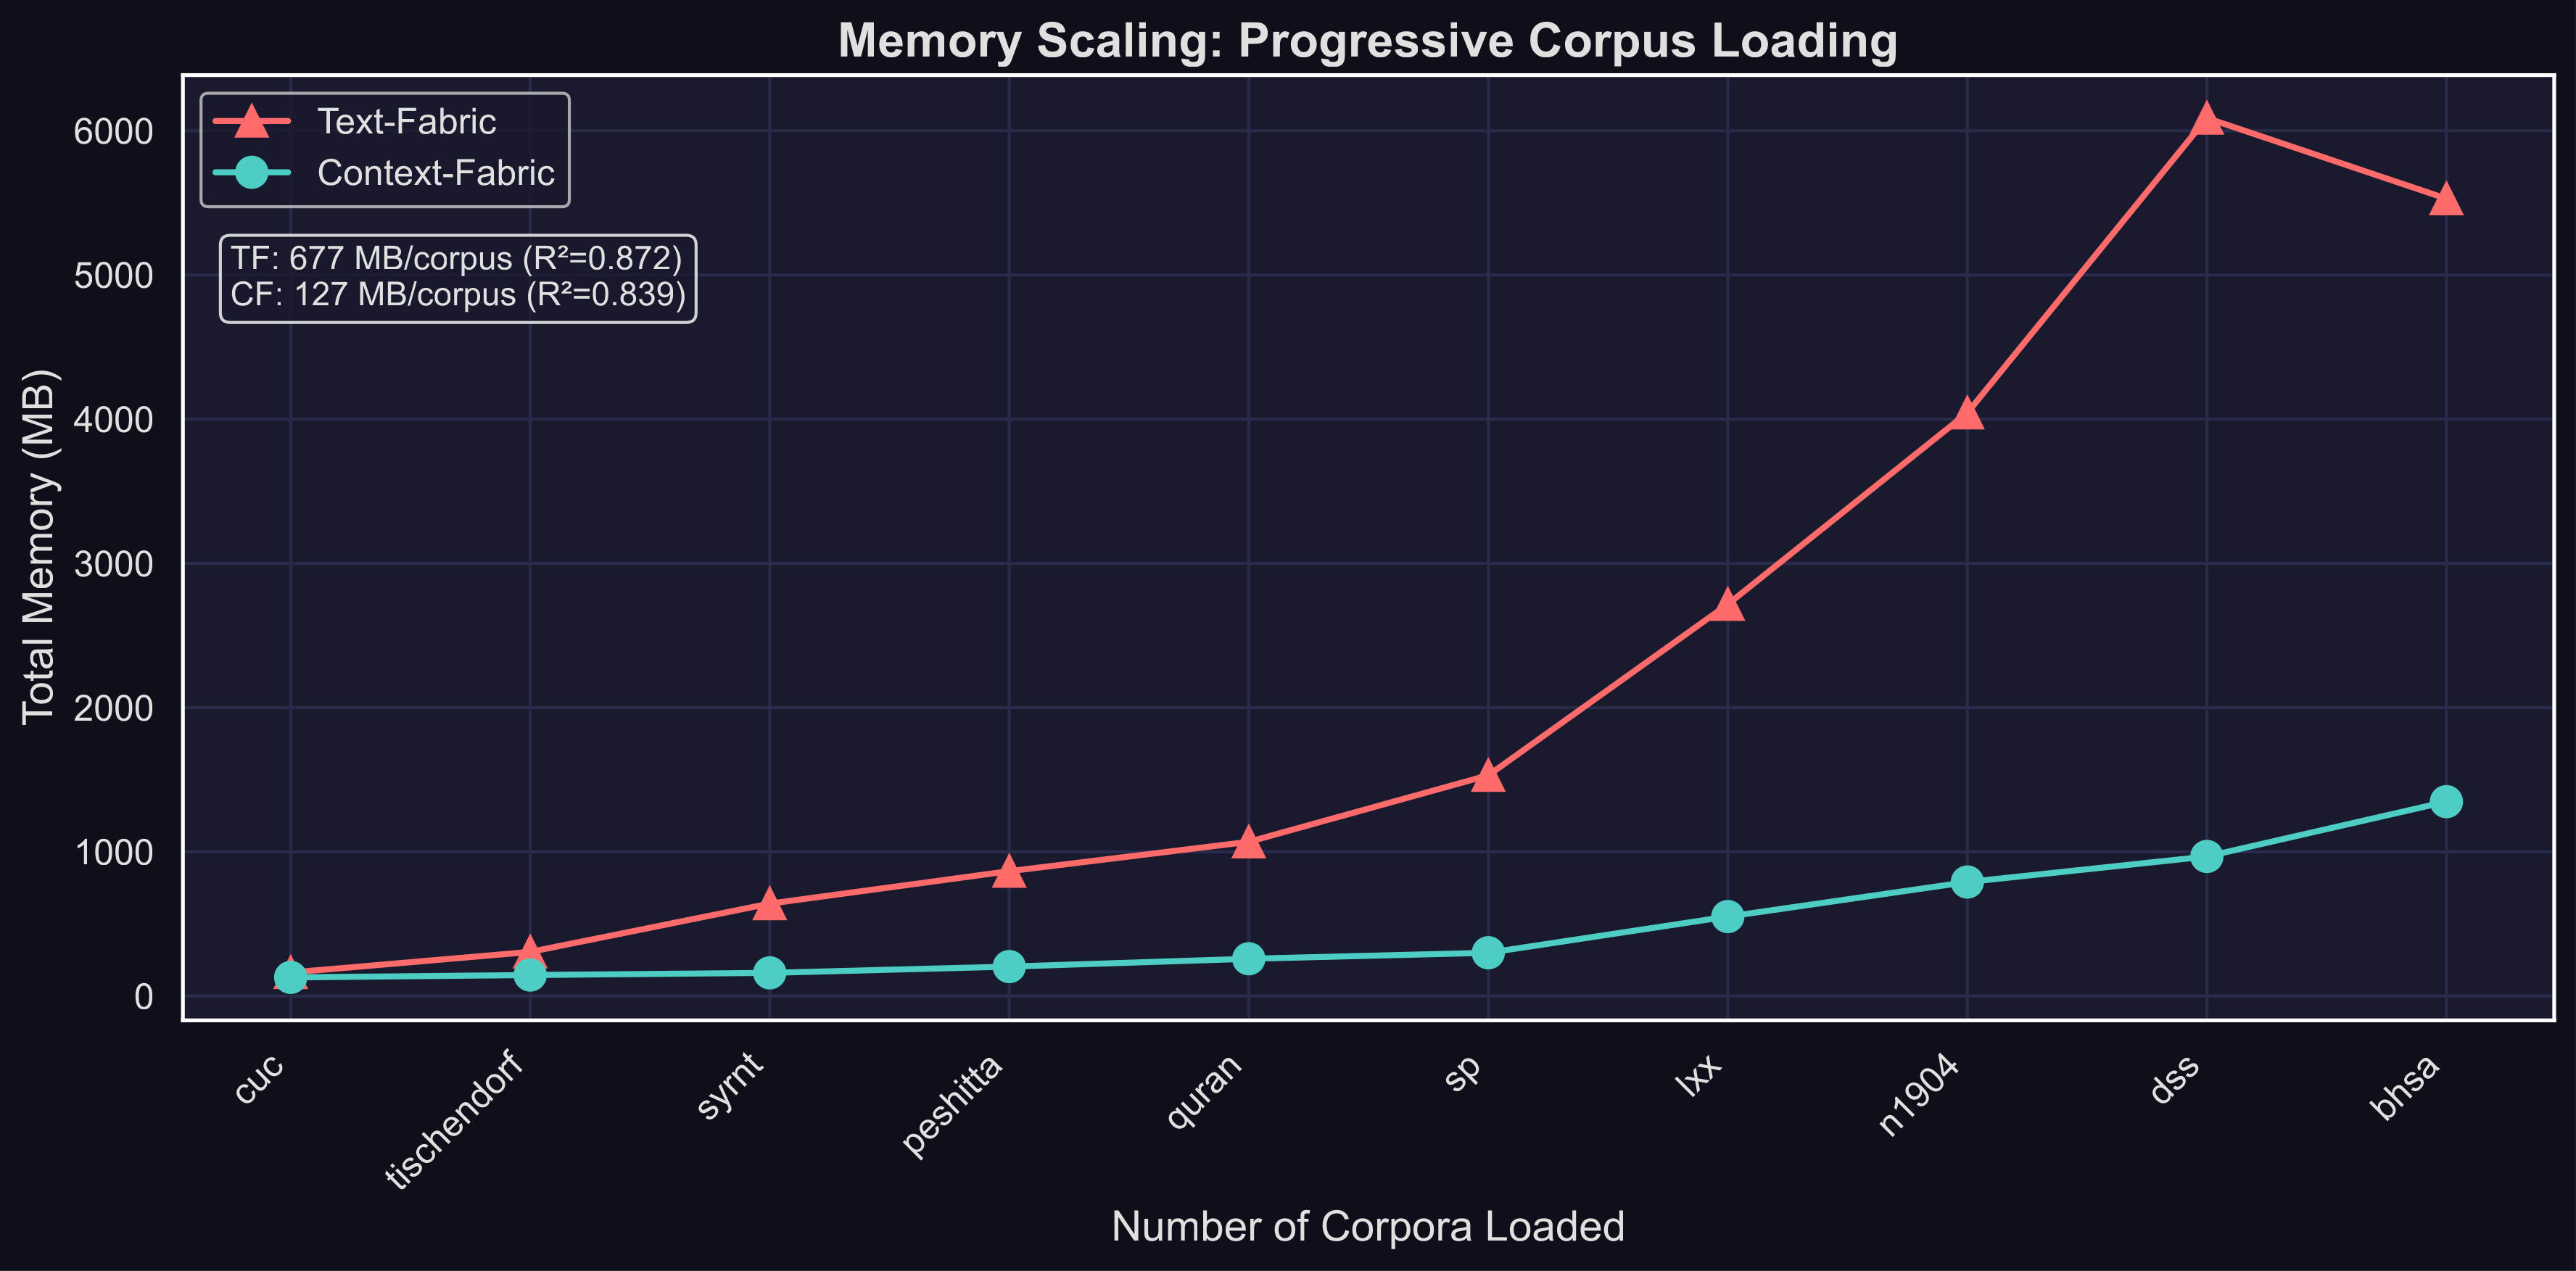 Memory Scaling: Progressive Corpus Loading
Text-Fabric
Context-Fabric
TF: 677 MB/corpus (R²=0.872)
CF: 127 MB/corpus (R²=0.839)
Total Memory (MB)
6000
5000
4000
3000
2000
1000
0
cuc
tischendorf
syrnt
peshitta
quran
sp
lxx
n1904
dss
bhsa
Number of Corpora Loaded